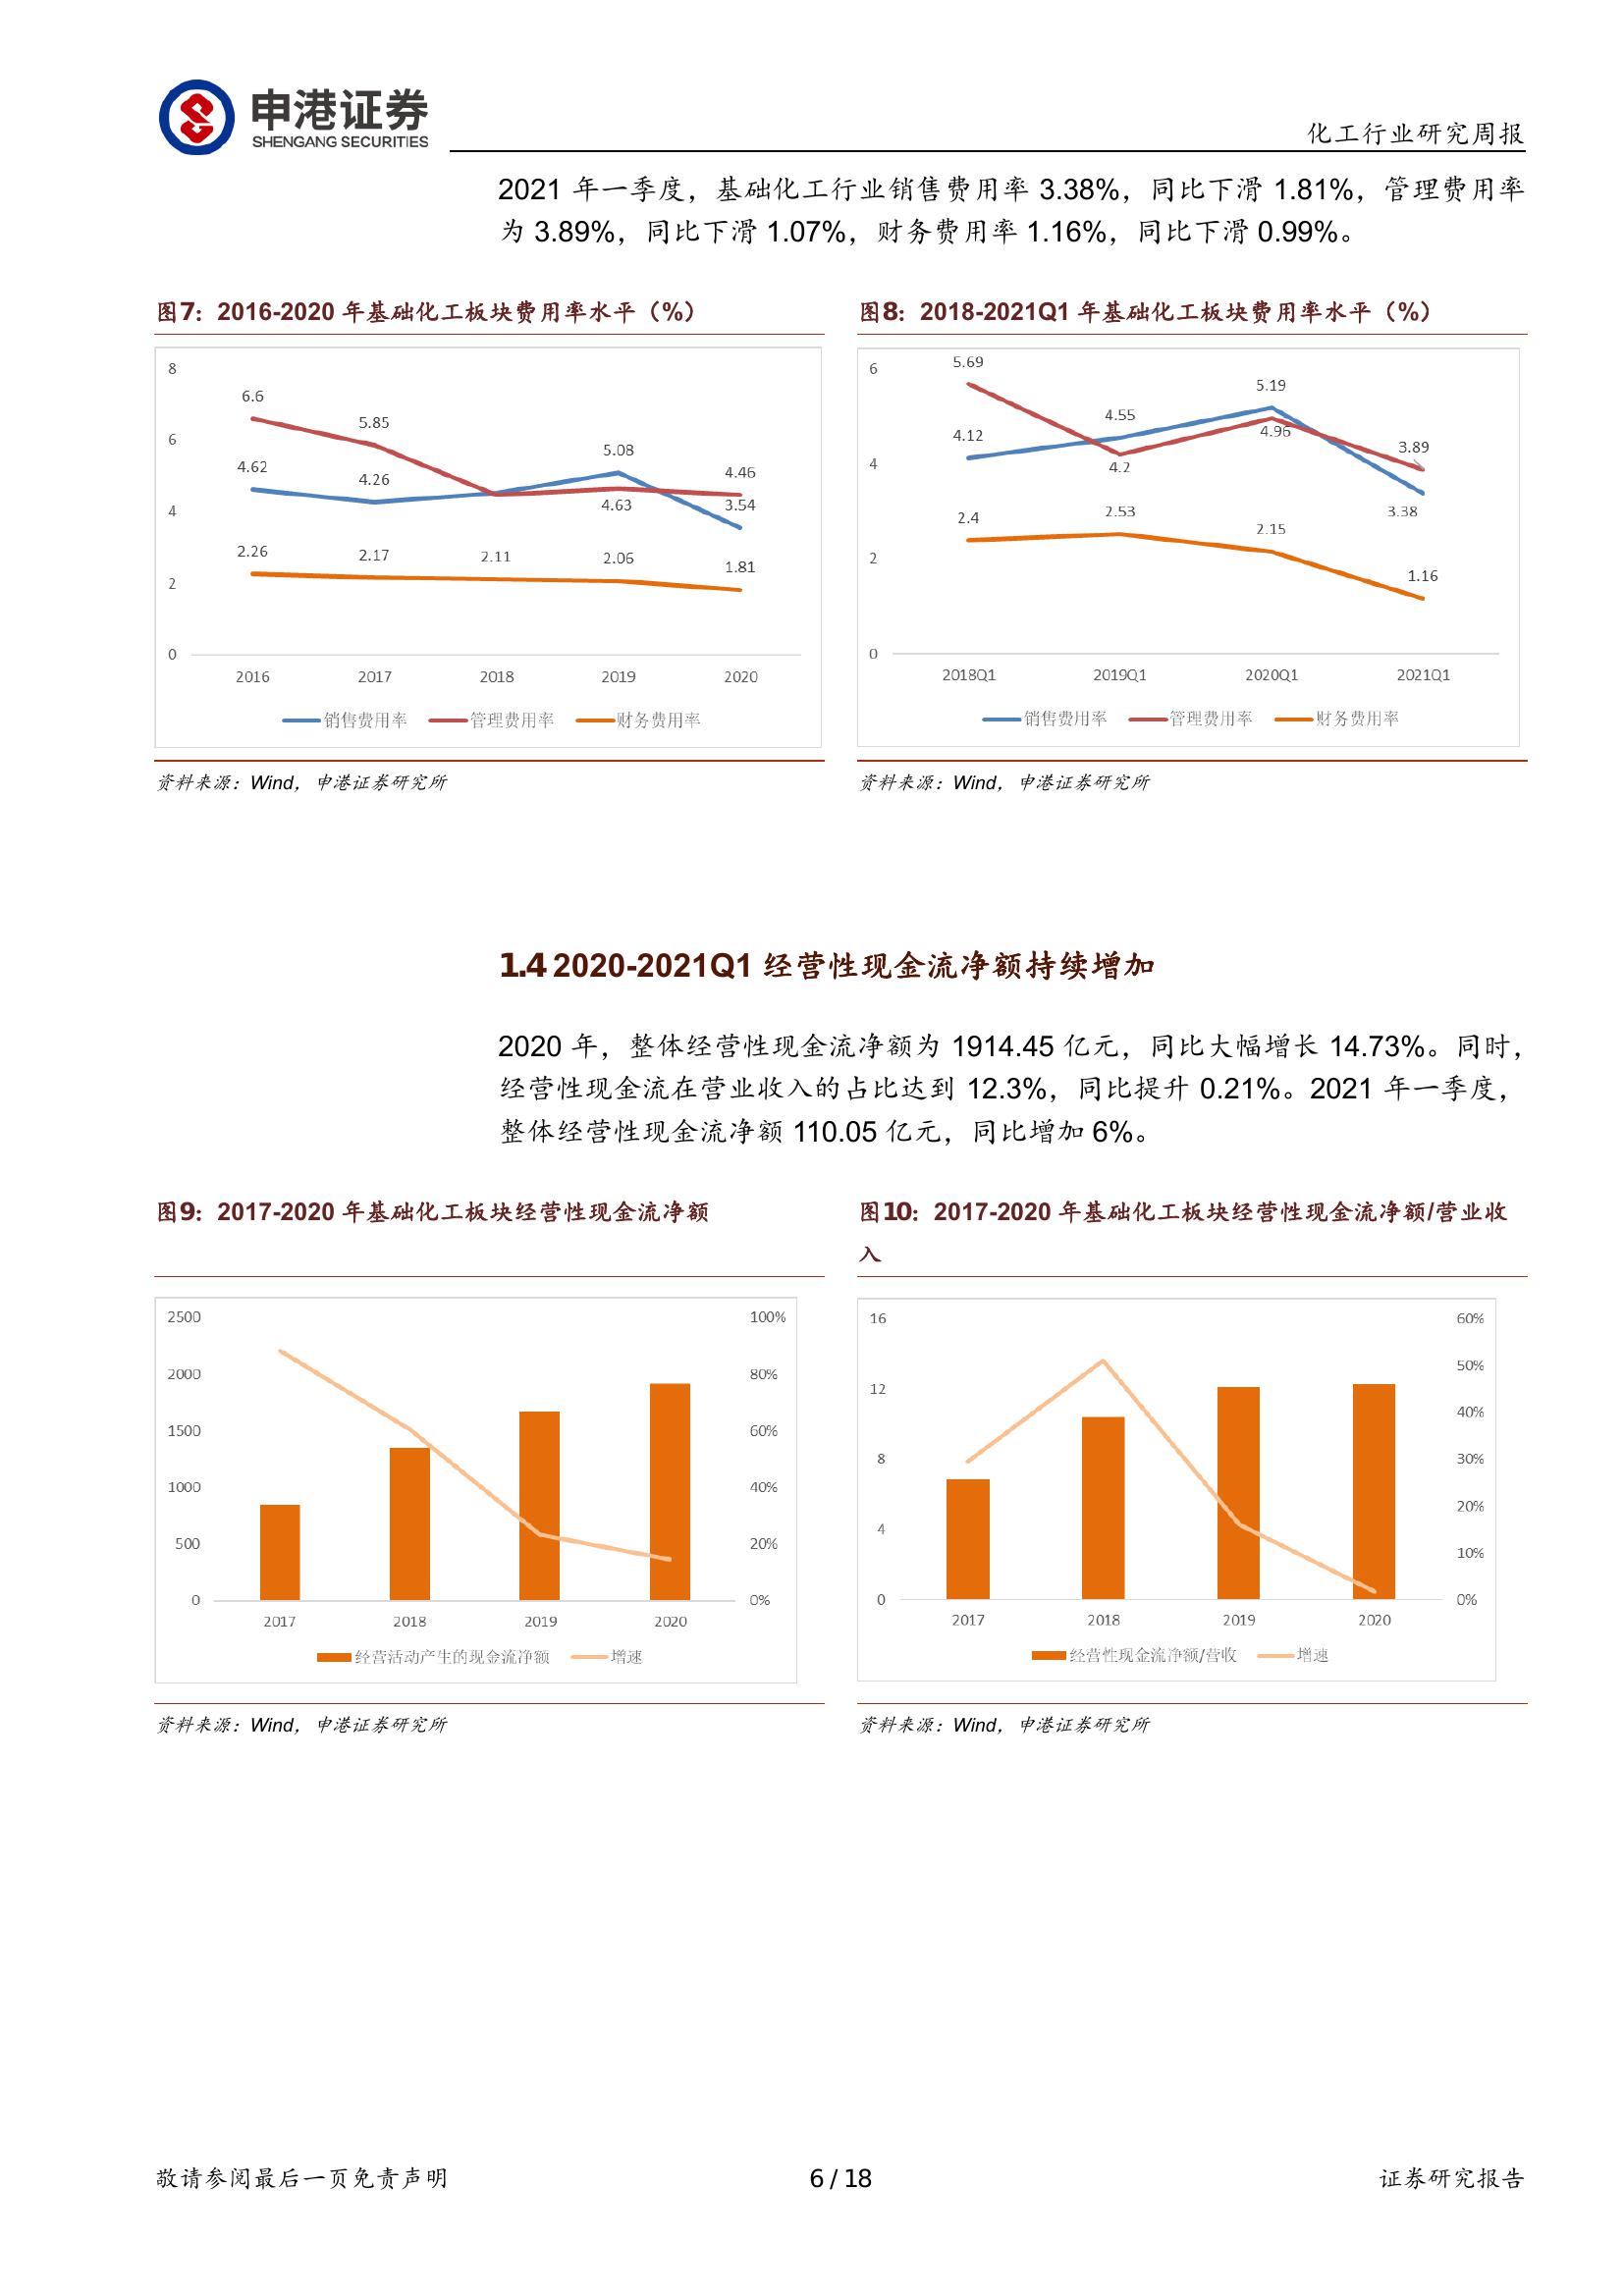 申港证券
SHENGANG SECURITIES
化工行业研究周报
2021 年一季度，基础化工行业销售费用率 3.38%，同比下滑 1.81%，管理费用率
为 3.89%，同比下滑 1.07%，财务费用率 1.16%，同比下滑 0.99%。
图7：2016-2020 年基础化工板块费用率水平（%）
8
6
4
2
0
6.6
5.85
5.08
4.46
4.62
4.26
4.63
3.54
2.26
2.17
2.11
2.06
1.81
2016
2017
2018
2019
2020
销售费用率
管理费用率
财务费用率
资料来源：Wind，申港证券研究所
图8：2018-2021Q1 年基础化工板块费用率水平（%）
6
4
2
0
5.69
5.19
4.12
4.55
4.96
3.89
4.2
3.38
2.4
2.53
2.15
1.16
2018Q1
2019Q1
2020Q1
2021Q1
销售费用率
管理费用率
财务费用率
资料来源：Wind，申港证券研究所
1.4 2020-2021Q1 经营性现金流净额持续增加
2020 年，整体经营性现金流净额为 1914.45 亿元，同比大幅增长 14.73%。同时，
经营性现金流在营业收入的占比达到 12.3%，同比提升 0.21%。2021 年一季度，
整体经营性现金流净额 110.05 亿元，同比增加 6%。
图9：2017-2020 年基础化工板块经营性现金流净额
2500
2000
1500
1000
500
0
100%
80%
60%
40%
20%
0%
2017
2018
2019
2020
经营活动产生的现金流净额
增速
资料来源：Wind，申港证券研究所
图10：2017-2020 年基础化工板块经营性现金流净额/营业收
入
16
12
8
4
0
60%
50%
40%
30%
20%
10%
0%
2017
2018
2019
2020
经营性现金流净额/营收
增速
资料来源：Wind，申港证券研究所
敬请参阅最后一页免责声明
6 / 18
证券研究报告